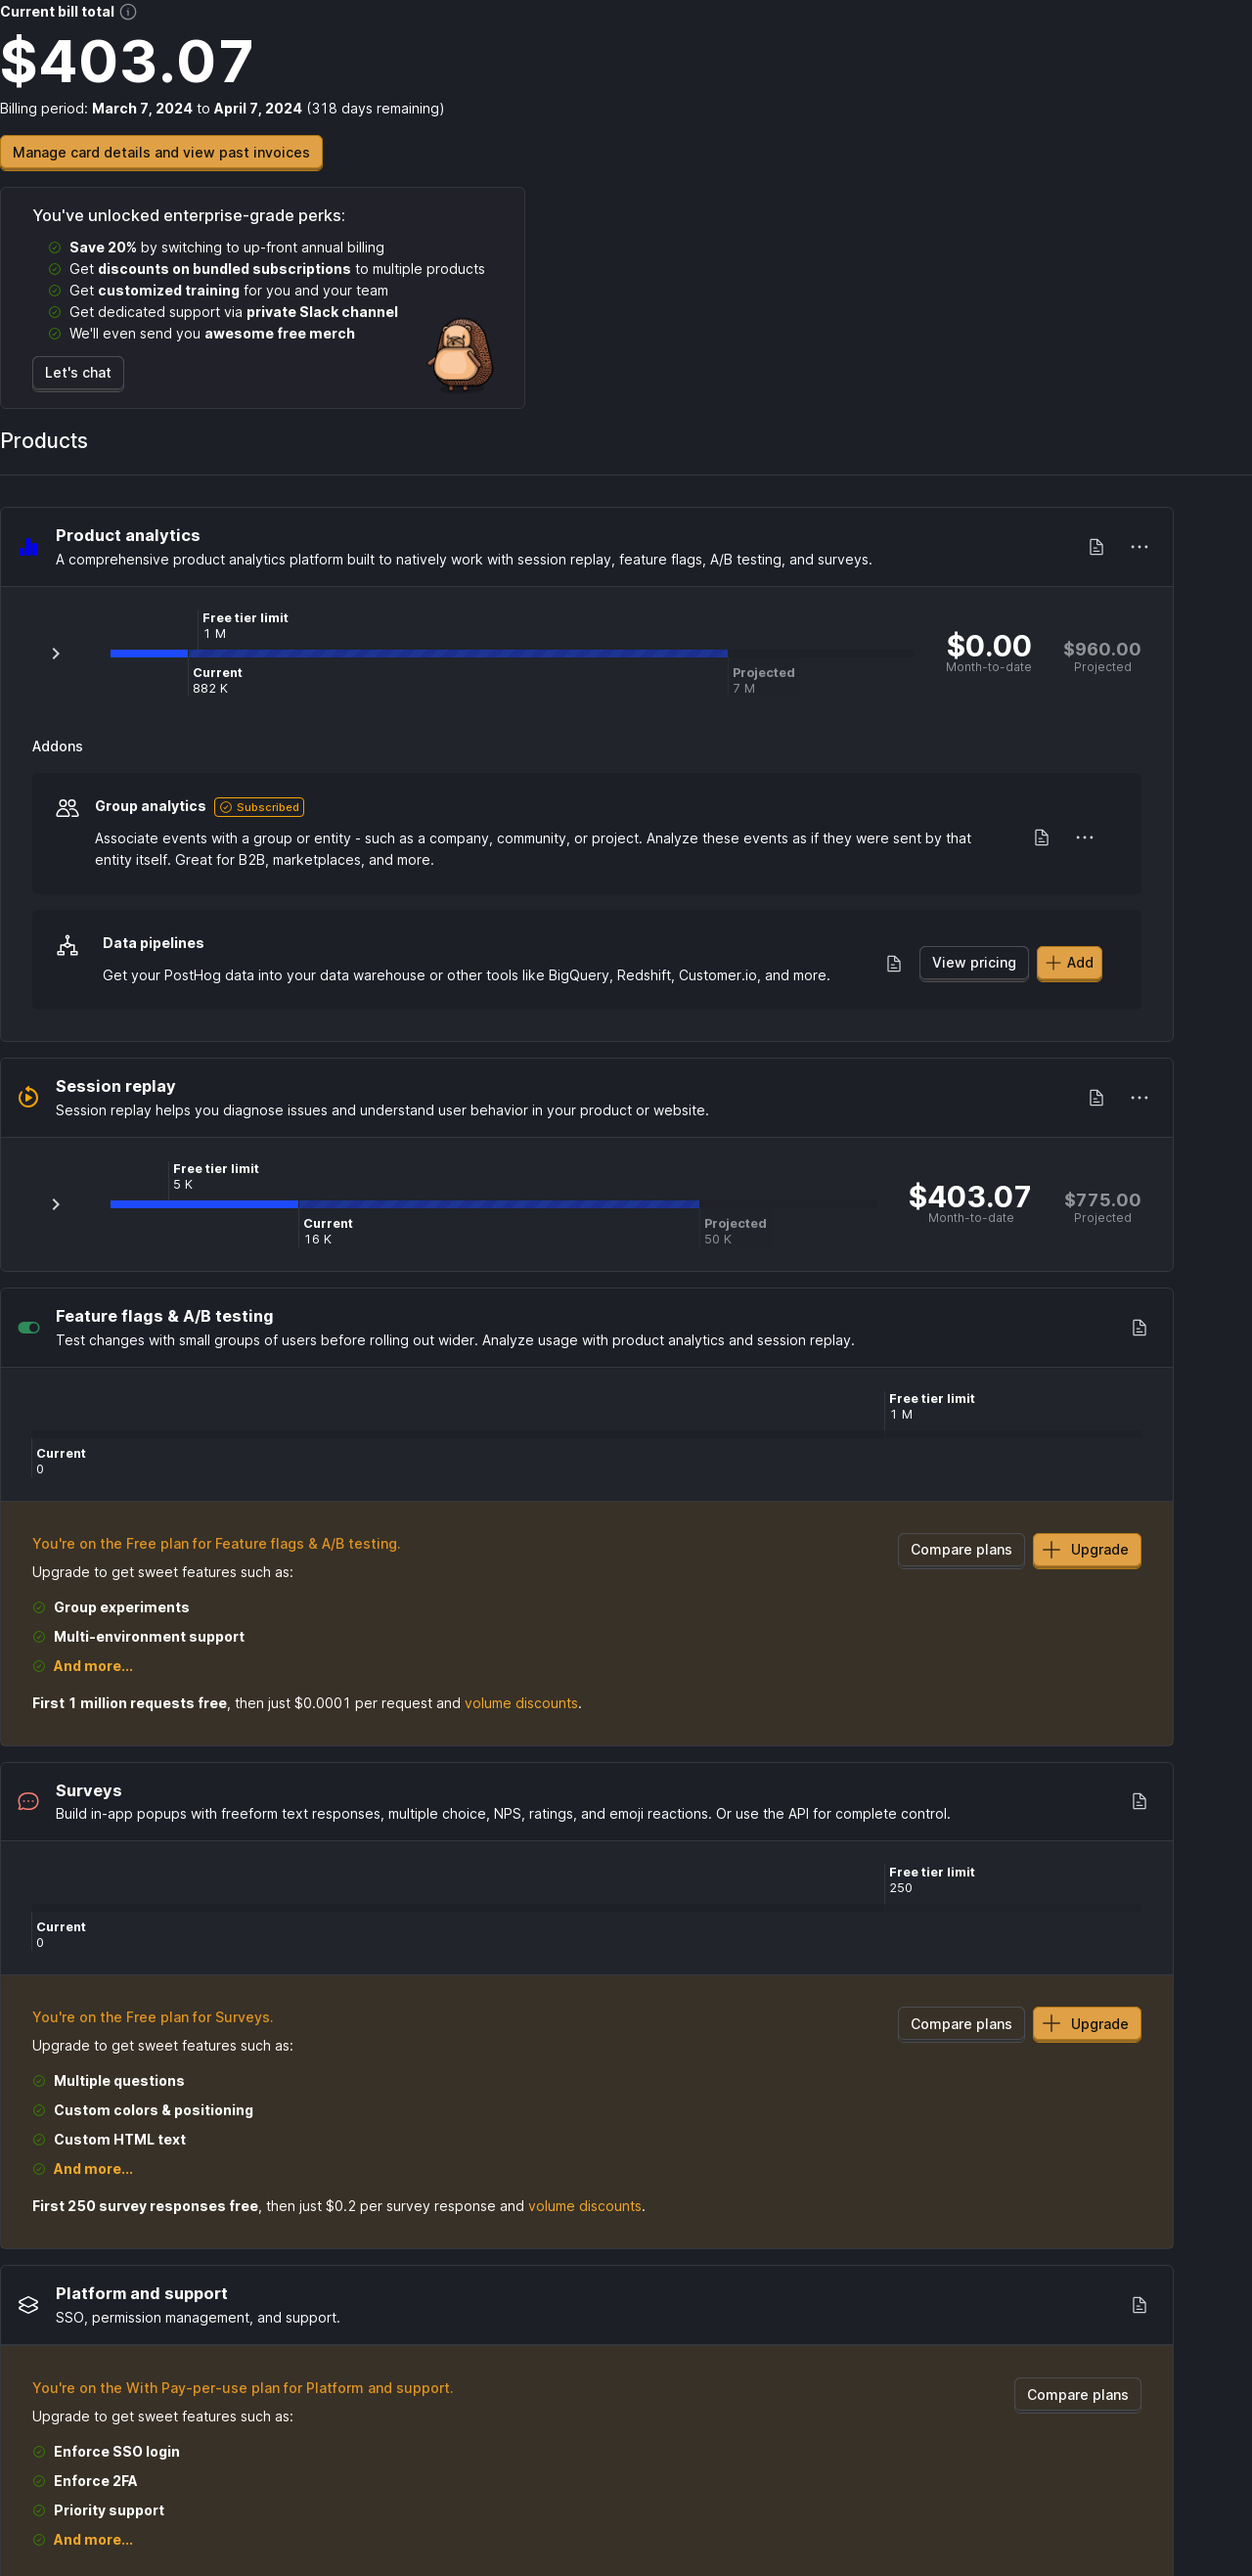 Current bill total
$403.07
Billing period: March 7, 2024 to April 7, 2024 (318 days remaining)
Manage card details and view past invoices
You've unlocked enterprise-grade perks:
Save 20% by switching to up-front annual billing
Get discounts on bundled subscriptions to multiple products
Get customized training for you and your team
Get dedicated support via private Slack channel
We'll even send you awesome free merch
Let's chat
Products
Product analytics
A comprehensive product analytics platform built to natively work with session replay, feature flags, A/B testing, and surveys.
Free tier limit
1 M
Current
882 K
Projected
7 M
$0.00
Month-to-date
$960.00
Projected
Addons
Group analytics Subscribed
Associate events with a group or entity - such as a company, community, or project. Analyze these events as if they were sent by that
entity itself. Great for B2B, marketplaces, and more.
Data pipelines
Get your PostHog data into your data warehouse or other tools like BigQuery, Redshift, Customer.io, and more.
View pricing
Add
Session replay
Session replay helps you diagnose issues and understand user behavior in your product or website.
Free tier limit
5 K
Current
16 K
Projected
50 K
$403.07
Month-to-date
$775.00
Projected
Feature flags & A/B testing
Test changes with small groups of users before rolling out wider. Analyze usage with product analytics and session replay.
Free tier limit
1 M
Current
0
You're on the Free plan for Feature flags & A/B testing.
Upgrade to get sweet features such as:
Compare plans
Upgrade
Group experiments
Multi-environment support
And more...
First 1 million requests free, then just $0.0001 per request and volume discounts.
Surveys
Build in-app popups with freeform text responses, multiple choice, NPS, ratings, and emoji reactions. Or use the API for complete control.
Free tier limit
250
Current
0
You're on the Free plan for Surveys.
Upgrade to get sweet features such as:
Compare plans
Upgrade
Multiple questions
Custom colors & positioning
Custom HTML text
And more...
First 250 survey responses free, then just $0.2 per survey response and volume discounts.
Platform and support
SSO, permission management, and support.
You're on the With Pay-per-use plan for Platform and support.
Upgrade to get sweet features such as:
Compare plans
Enforce SSO login
Enforce 2FA
Priority support
And more...